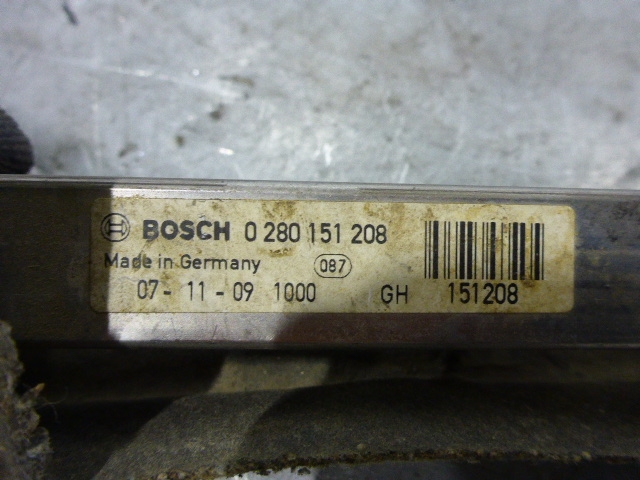 BOSCH 0 280 151 208
Made in Germany 087
07- 11 - 09 1000 GH 151208